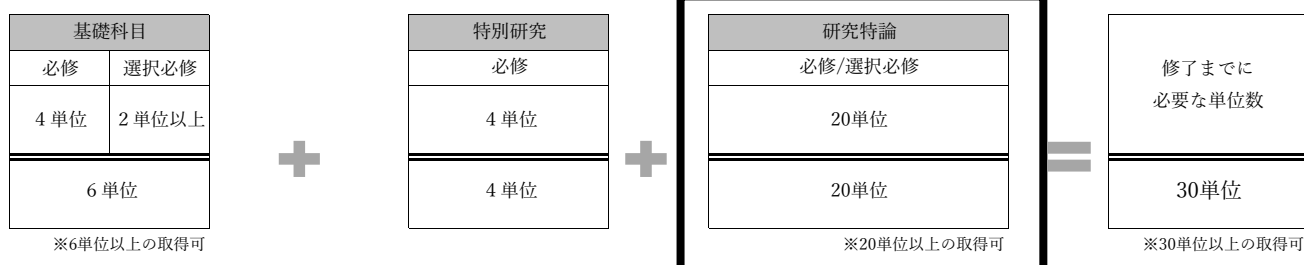 基礎科目
必修 選択必修
4 単位 2 単位以上
6 単位
※6単位以上の取得可
+
特別研究
必修
4 単位
4 単位
+
研究特論
必修/選択必修
20単位
20単位
※20単位以上の取得可
=
修了までに
必要な単位数
30単位
※30単位以上の取得可